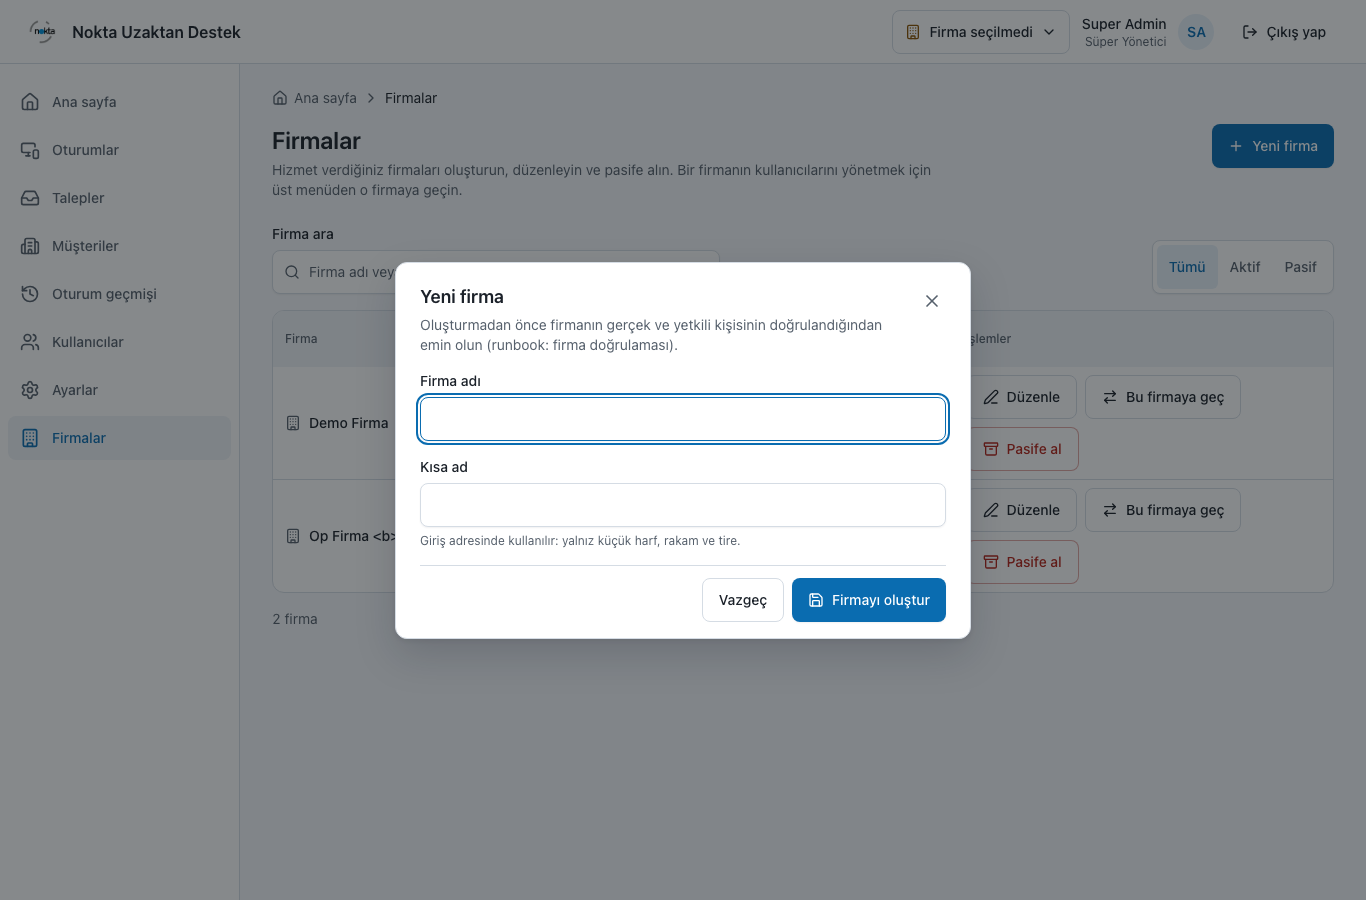 nokta
Nokta Uzaktan Destek
Firma seçilmedi
Super Admin
Süper Yönetici
SA
Çıkış yap
Ana sayfa
Oturumlar
Talepler
Müşteriler
Oturum geçmişi
Kullanıcılar
Ayarlar
Firmalar
Ana sayfa > Firmalar
Firmalar
Hizmet verdiğiniz firmaları oluşturun, düzenleyin ve pasife alın. Bir firmanın kullanıcılarını yönetmek için
üst menüden o firmaya geçin.
Yeni firma
Firma ara
Firma adı vey
Tümü
Aktif
Pasif
Firma
şlemler
Demo Firma
Düzenle
Bu firmaya geç
Pasife al
Op Firma <b>
Düzenle
Bu firmaya geç
Pasife al
2 firma
Yeni firma
Oluşturmadan önce firmanın gerçek ve yetkili kişisinin doğrulandığından
emin olun (runbook: firma doğrulaması).
Firma adı
Kısa ad
Giriş adresinde kullanılır: yalnız küçük harf, rakam ve tire.
Vazgeç
Firmayı oluştur